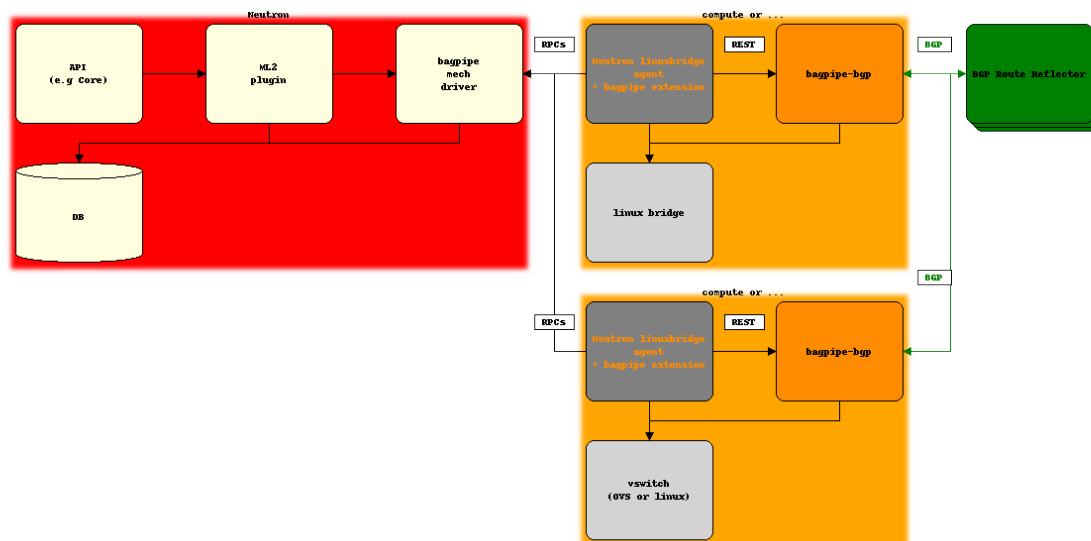 Neutron
API
(e.g Core)
ML2
plugin
bagpipe
mech
driver
DB
RPCs
compute or ...
Neutron linuxbridge
agent
+ bagpipe extension
REST
bagpipe-bgp
linux bridge
BGP
BGP Route Reflector
BGP
compute or ...
RPCs
Neutron linuxbridge
agent
+ bagpipe extension
REST
bagpipe-bgp
vswitch
(OVS or linux)